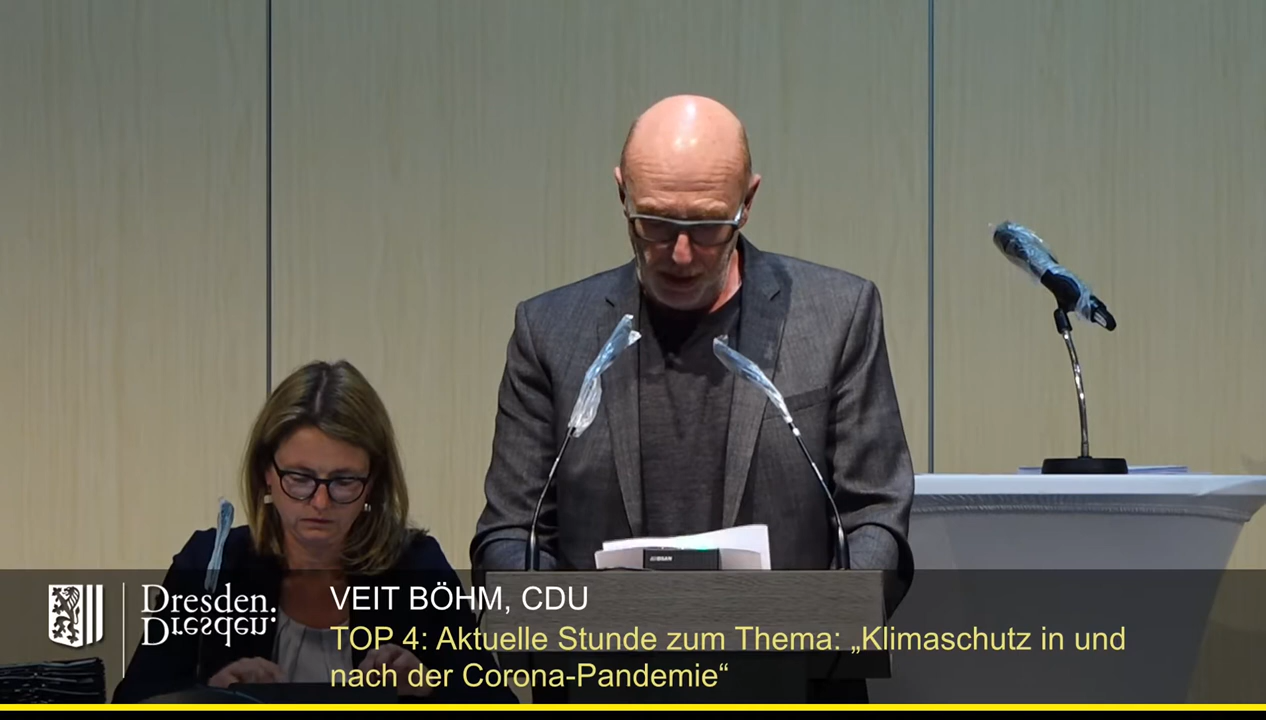 Dresden.
Dresden.
VEIT BÖHM, CDU
TOP 4: Aktuelle Stunde zum Thema: „Klimaschutz in und
nach der Corona-Pandemie“